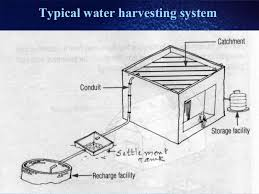 Typical water harvesting system
Catchment
Conduit
Storage facility
Settlement
Tank
Recharge facility